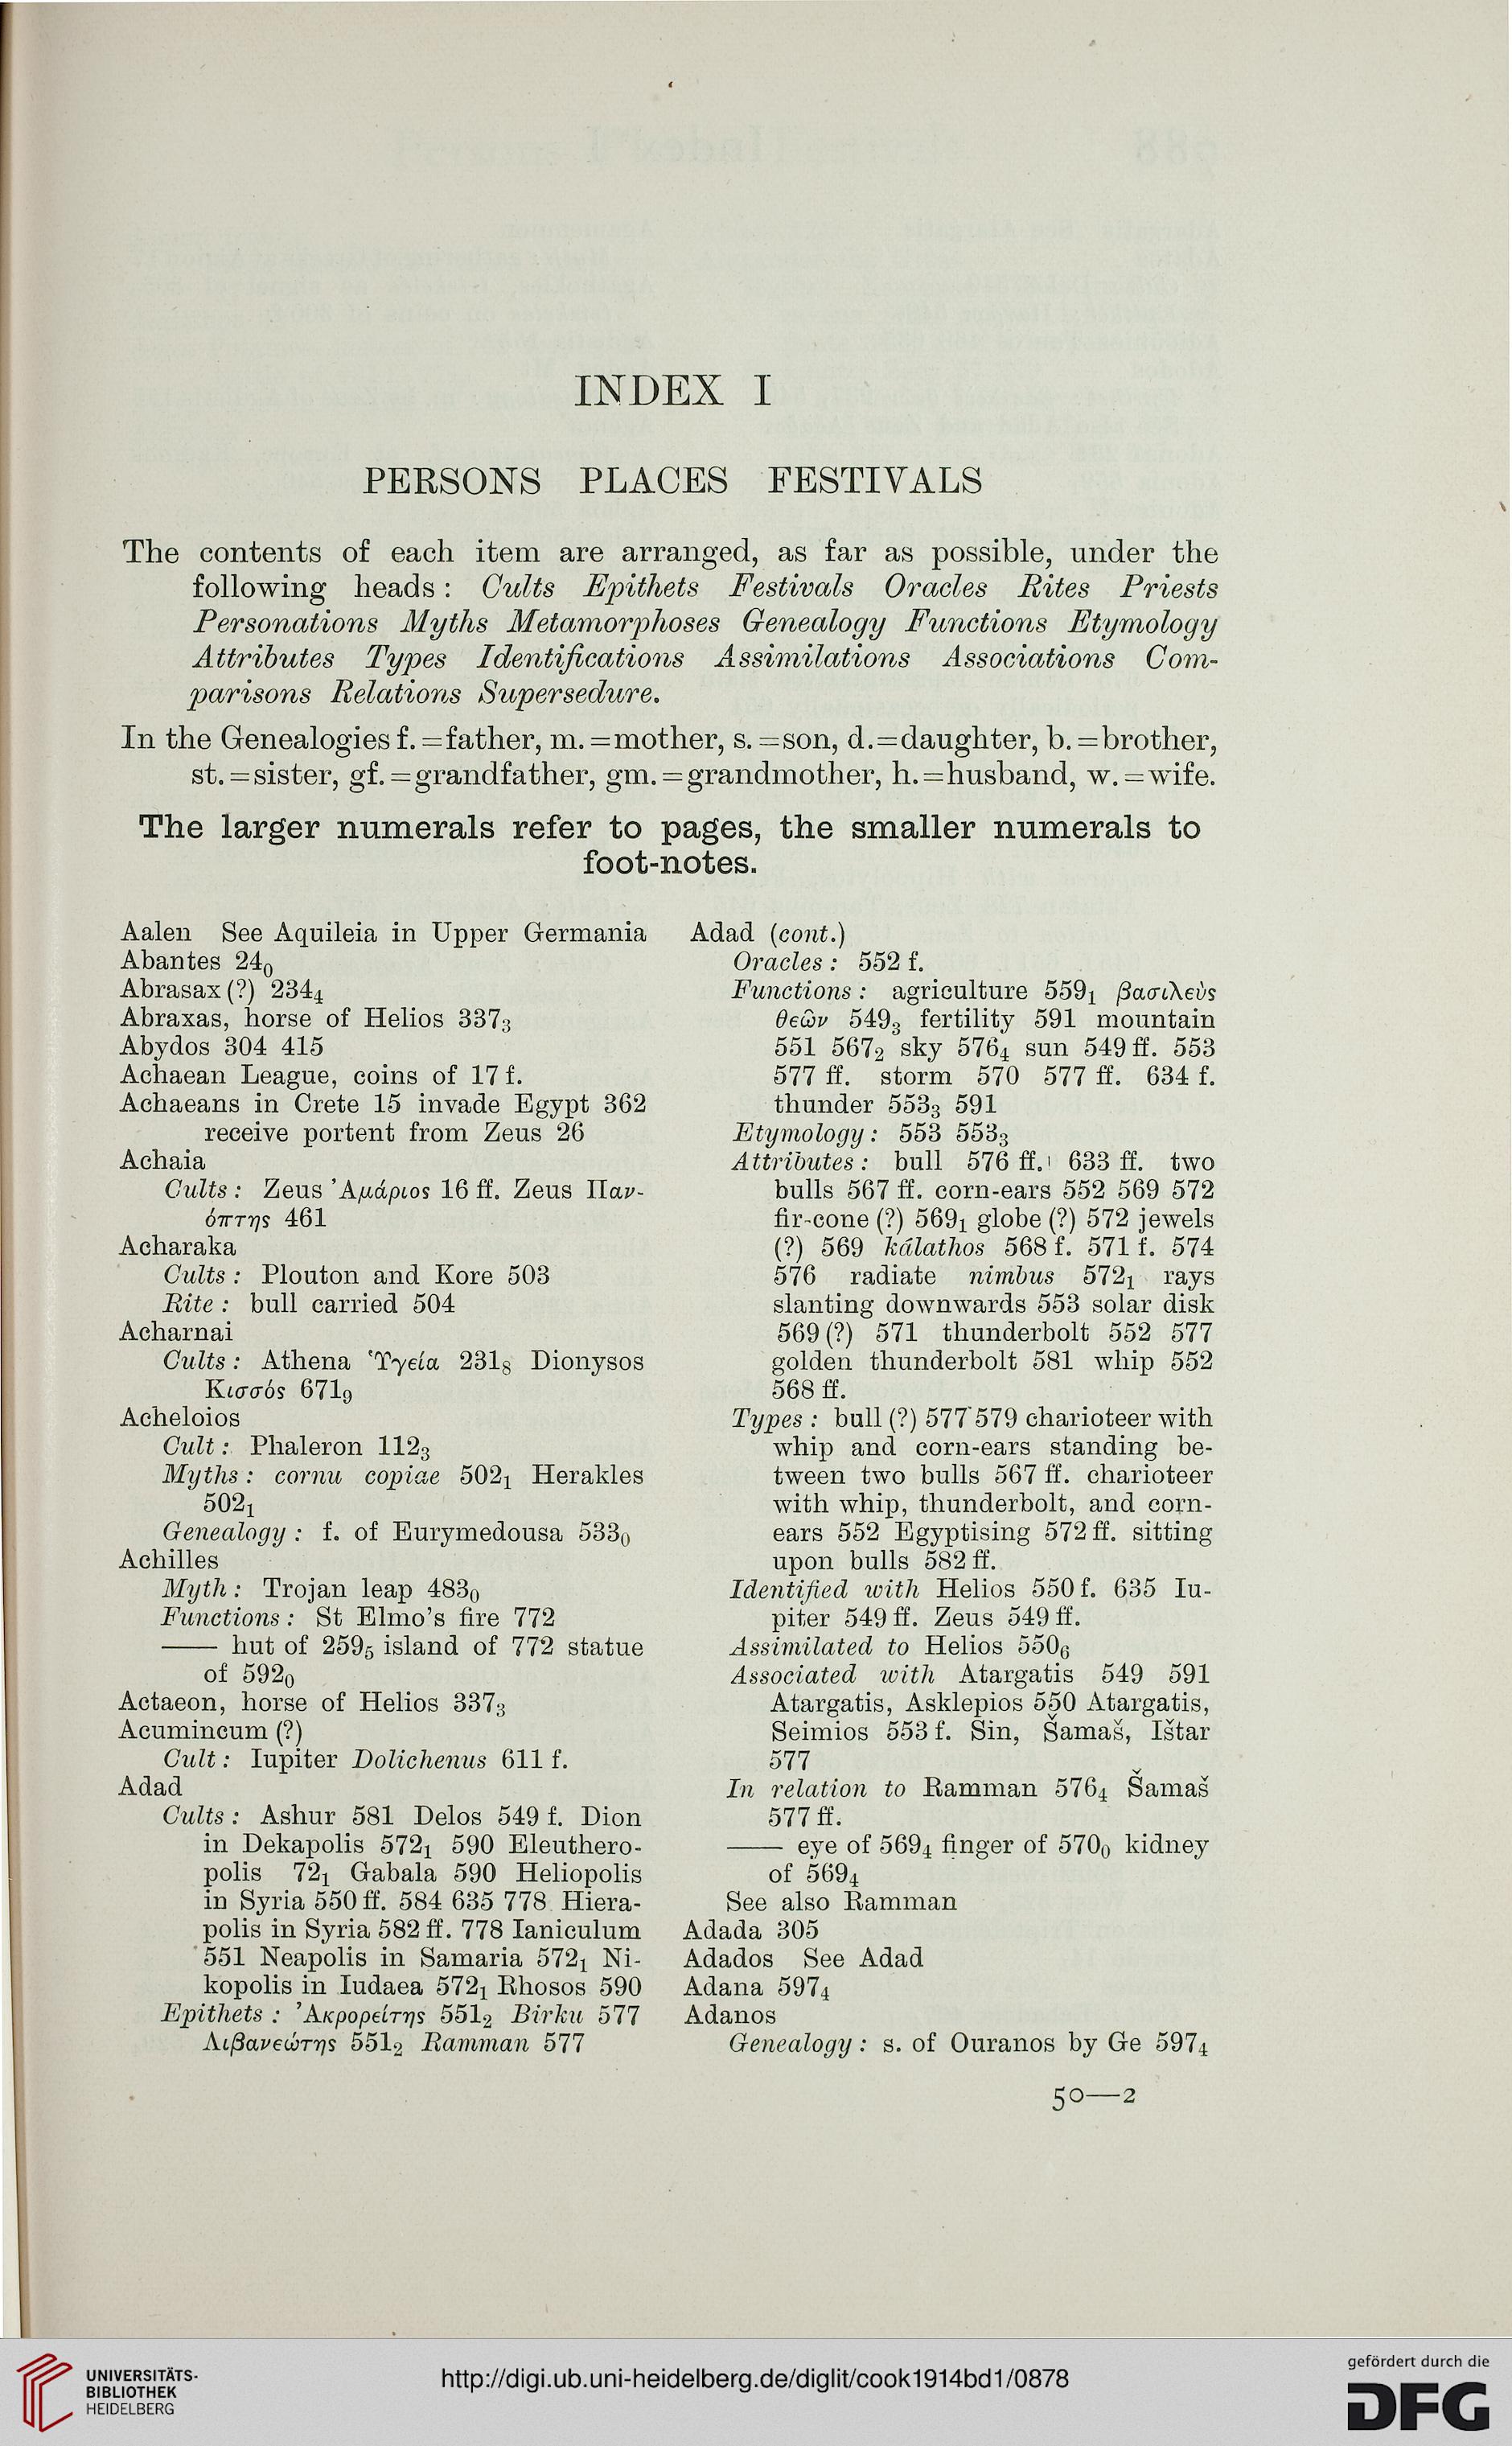 INDEX I
PERSONS PLACES FESTIVALS
The contents of each item are arranged, as far as possible, under the
following heads: Cults Epithets Festivals Oracles Rites Priests
Personations Myths Metamorphoses Genealogy Functions Etymology
Attributes Types Identifications Assimilations Associations Com-
parisons Relations Supersedure.
In the Genealogies f.=father, m.=mother, s.=son, d.=daughter, b.=brother,
st.=sister, gf.=grandfather, gm.=grandmother, h.=husband, w.=wife.
The larger numerals refer to pages, the smaller numerals to
foot-notes.
Aalen See Aquileia in Upper Germania
Abantes 24₀
Abrasax (?) 234₄
Abraxas, horse of Helios 337₃
Abydos 304 415
Achaean League, coins of 17 f.
Achaeans in Crete 15 invade Egypt 362
receive portent from Zeus 26
Achaia
Cults: Zeus Ἀμάριος 16 ff. Zeus Παν-
όπτης 461
Acharaka
Cults: Plouton and Kore 503
Rite: bull carried 504
Acharnai
Cults: Athena Ὑγεία 231₈ Dionysos
Κισσός 671₉
Acheloios
Cult: Phaleron 112₃
Myths: cornu copiae 502₁ Herakles
502₁
Genealogy: f. of Eurymedousa 533₀
Achilles
Myth: Trojan leap 483₀
Functions: St Elmo's fire 772
—— hut of 259₅ island of 772 statue
of 592₀
Actaeon, horse of Helios 337₃
Acumincum (?)
Cult: Iupiter Dolichenus 611 f.
Adad
Cults: Ashur 581 Delos 549 f. Dion
in Dekapolis 572₁ 590 Eleuthero-
polis 72₁ Gabala 590 Heliopolis
in Syria 550 ff. 584 635 778 Hiera-
polis in Syria 582 ff. 778 Ianiculum
551 Neapolis in Samaria 572₁ Ni-
kopolis in Iudaea 572₁ Rhosos 590
Epithets: Ἀκρορείτης 551₂ Birku 577
Λιβανεώτης 551₂ Ramman 577
Adad (cont.)
Oracles: 552 f.
Functions: agriculture 559₁ βασιλεὺς
θεῶν 549₃ fertility 591 mountain
551 567₂ sky 576₄ sun 549 ff. 553
577 ff. storm 570 577 ff. 634 f.
thunder 553₃ 591
Etymology: 553 553₃
Attributes: bull 576 ff. 633 ff. two
bulls 567 ff. corn-ears 552 569 572
fir-cone (?) 569₁ globe (?) 572 jewels
(?) 569 kálathos 568 f. 571 f. 574
576 radiate nimbus 572₁ rays
slanting downwards 553 solar disk
569 (?) 571 thunderbolt 552 577
golden thunderbolt 581 whip 552
568 ff.
Types: bull (?) 577 579 charioteer with
whip and corn-ears standing be-
tween two bulls 567 ff. charioteer
with whip, thunderbolt, and corn-
ears 552 Egyptising 572 ff. sitting
upon bulls 582 ff.
Identified with Helios 550 f. 635 Iu-
piter 549 ff. Zeus 549 ff.
Assimilated to Helios 550₆
Associated with Atargatis 549 591
Atargatis, Asklepios 550 Atargatis,
Seimios 553 f. Sin, Šamaš, Ištar
577
In relation to Ramman 576₄ Šamaš
577 ff.
—— eye of 569₄ finger of 570₀ kidney
of 569₄
See also Ramman
Adada 305
Adados See Adad
Adana 597₄
Adanos
Genealogy: s. of Ouranos by Ge 597₄
50—2
UNIVERSITÄTS-
BIBLIOTHEK
HEIDELBERG
http://digi.ub.uni-heidelberg.de/diglit/cook1914bd1/0878
gefördert durch die
DFG